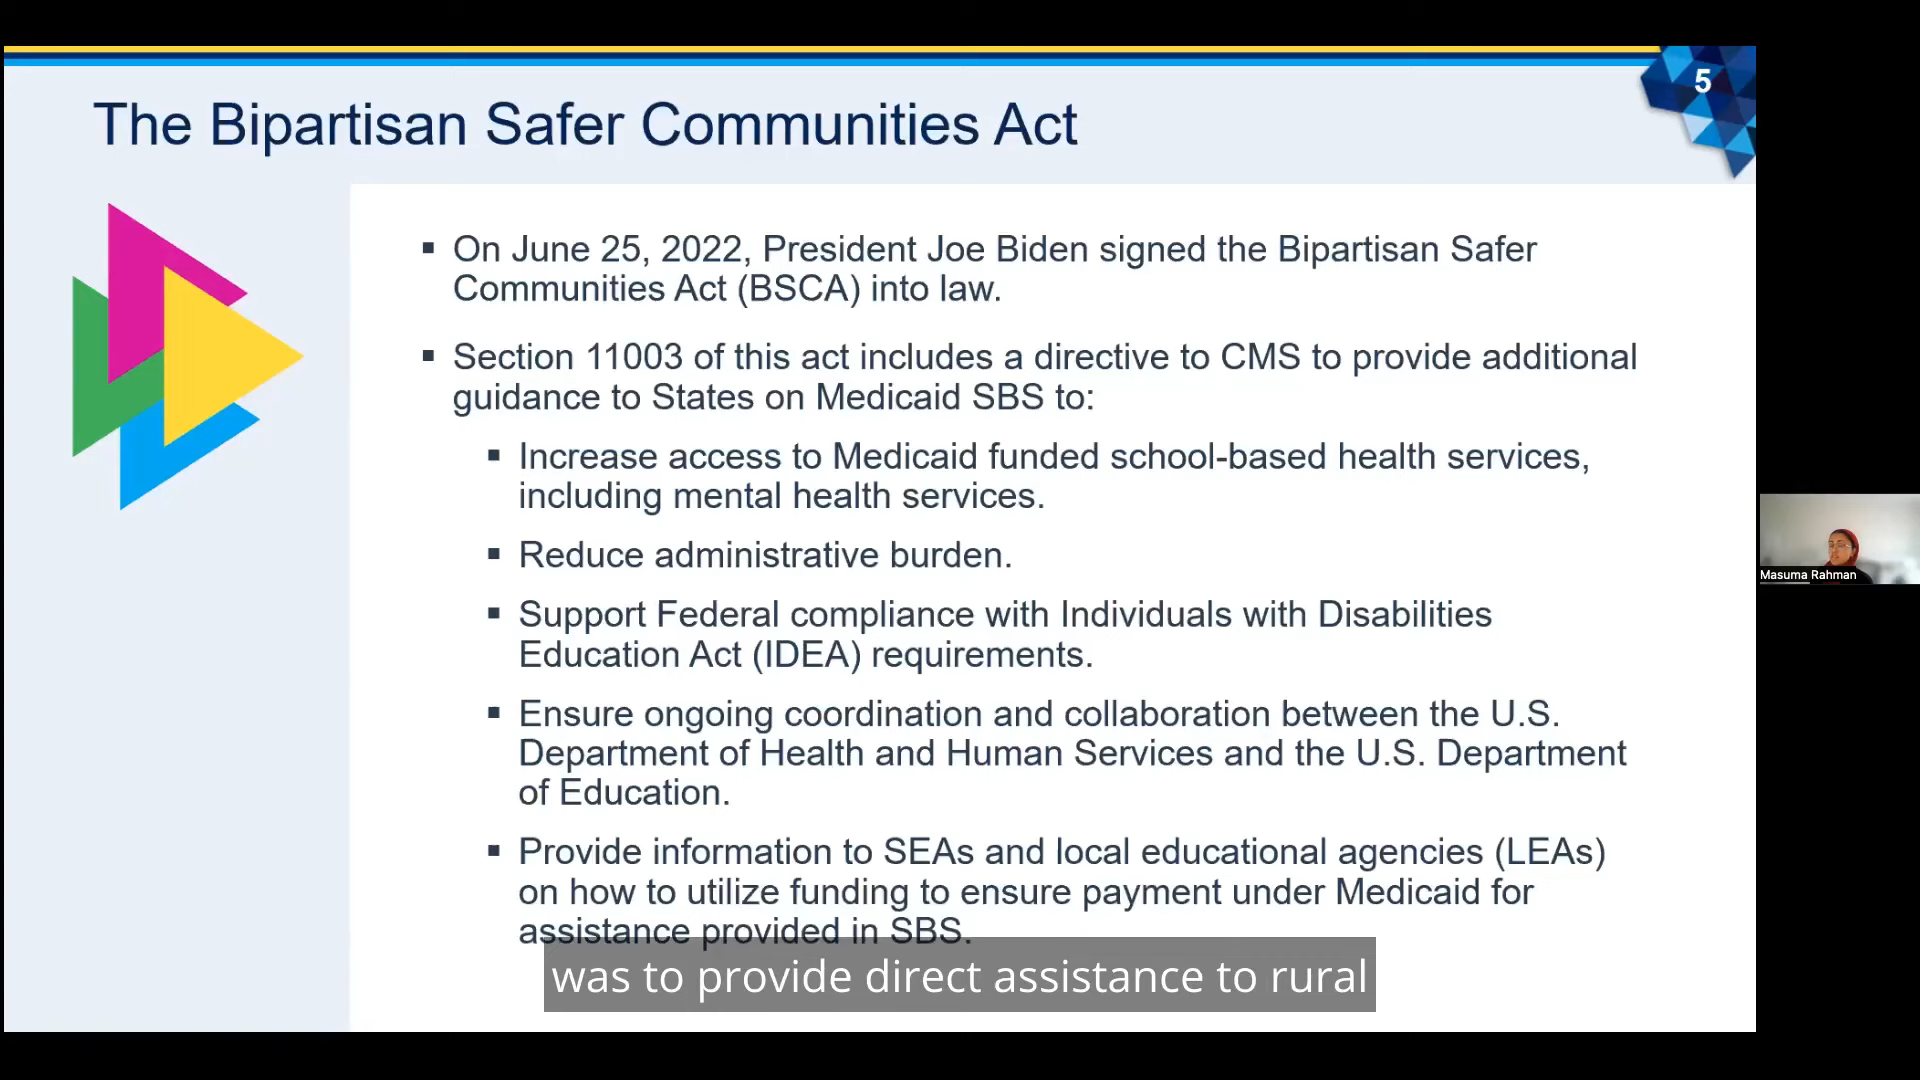 5
The Bipartisan Safer Communities Act
▪ On June 25, 2022, President Joe Biden signed the Bipartisan Safer
Communities Act (BSCA) into law.
▪ Section 11003 of this act includes a directive to CMS to provide additional
guidance to States on Medicaid SBS to:
▪ Increase access to Medicaid funded school-based health services,
including mental health services.
▪ Reduce administrative burden.
▪ Support Federal compliance with Individuals with Disabilities
Education Act (IDEA) requirements.
▪ Ensure ongoing coordination and collaboration between the U.S.
Department of Health and Human Services and the U.S. Department
of Education.
▪ Provide information to SEAs and local educational agencies (LEAs)
on how to utilize funding to ensure payment under Medicaid for
assistance provided in SBS.
was to provide direct assistance to rural
Masuma Rahman